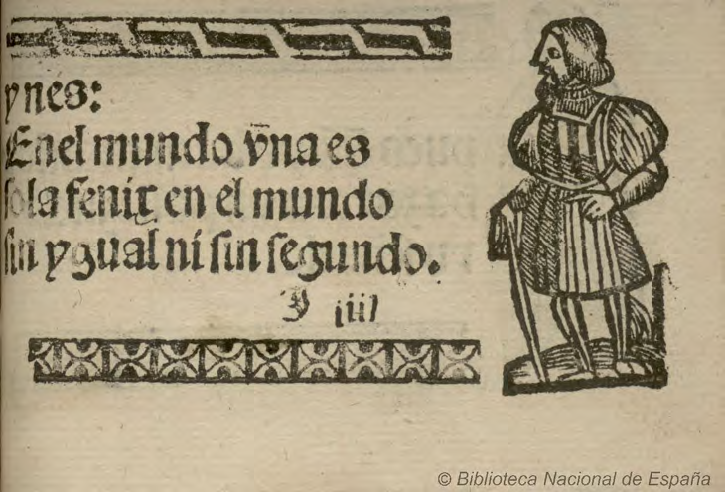 ynes:
Enel mundo v̄na es
sola fenix en el mundo
sin ygual ni sin segundo.
iiij
© Biblioteca Nacional de España